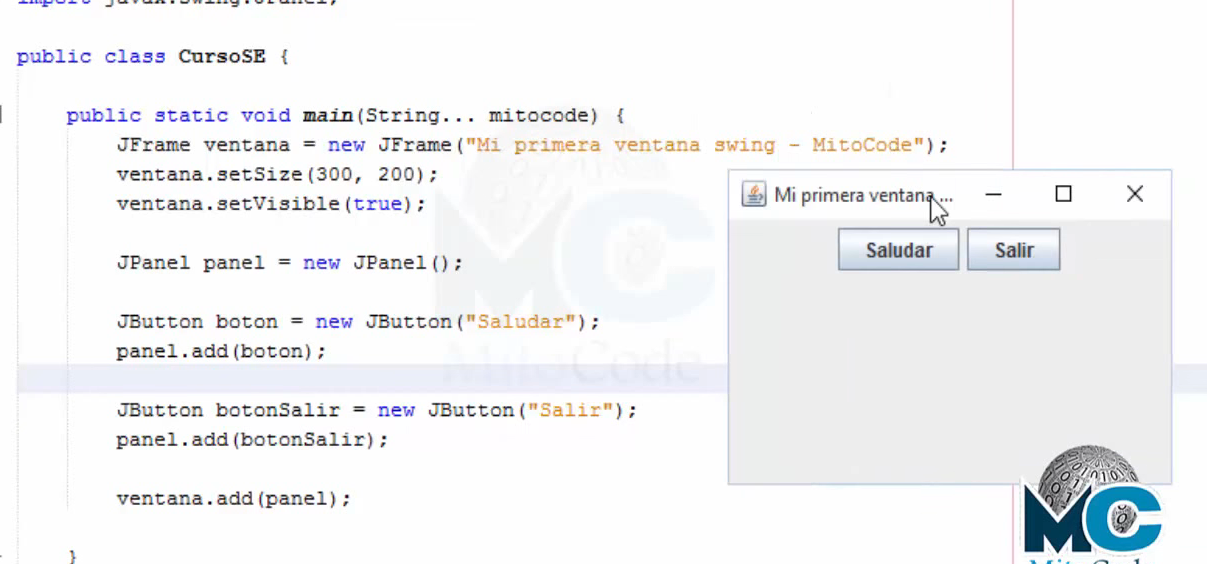 import javax.swing.JPanel;
public class CursoSE {
public static void main(String... mitocode) {
JFrame ventana = new JFrame("Mi primera ventana swing - MitoCode");
ventana.setSize(300, 200);
ventana.setVisible(true);
JPanel panel = new JPanel();
JButton boton = new JButton("Saludar");
panel.add(boton);
JButton botonSalir = new JButton("Salir");
panel.add(botonSalir);
ventana.add(panel);
}
Mi primera ventana ...
Saludar Salir
MC
MitoCode
MC
MitoCode